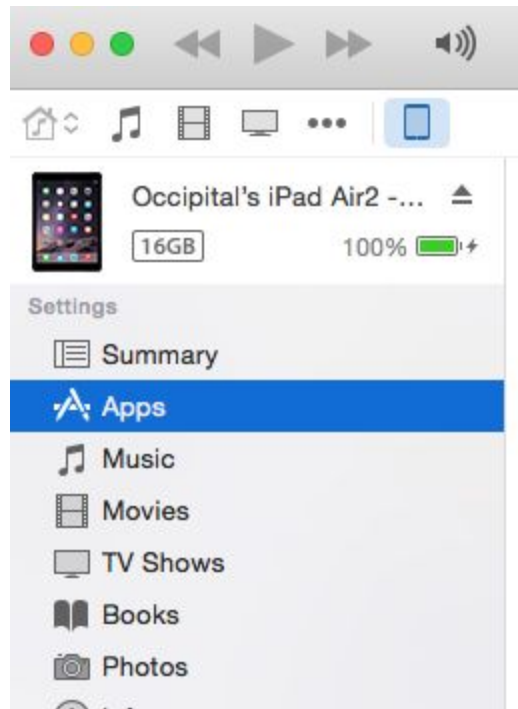 Occipital's iPad Air2 -...
16GB
100%
Settings
Summary
Apps
Music
Movies
TV Shows
Books
Photos